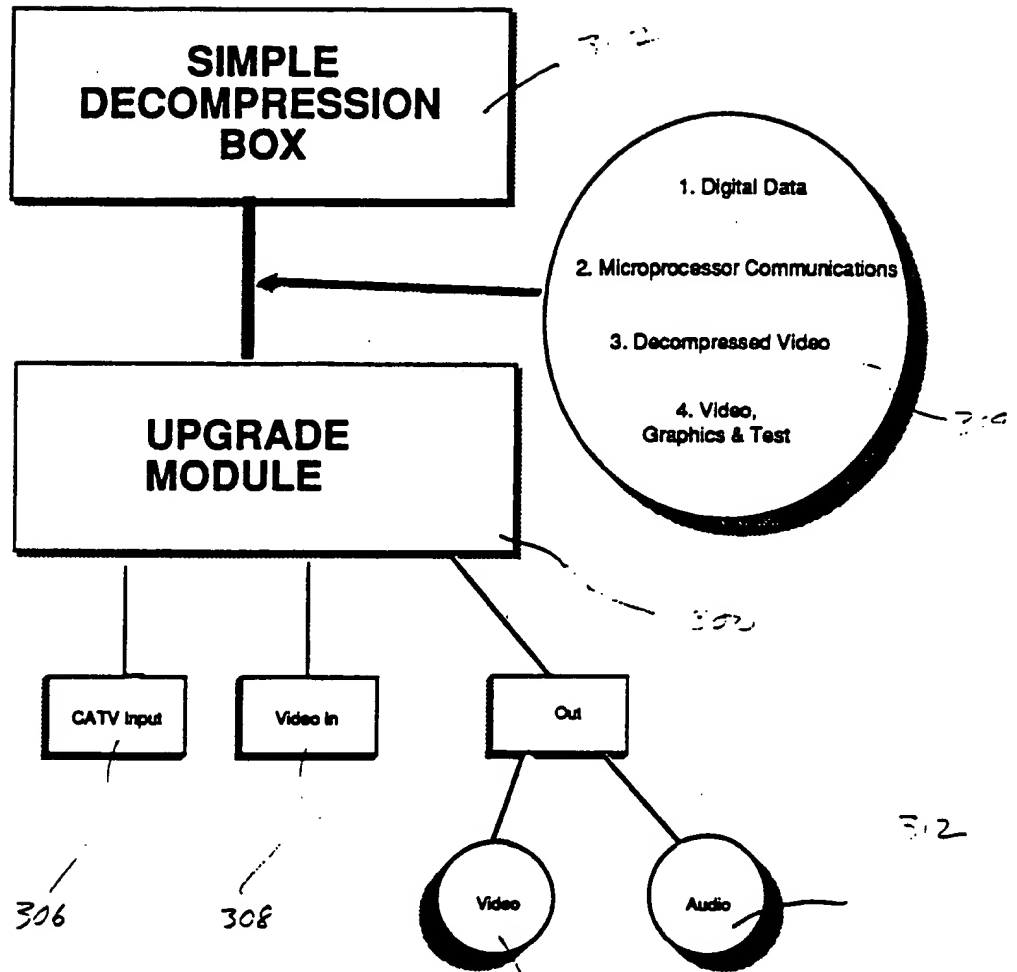 SIMPLE
DECOMPRESSION
BOX
1. Digital Data
2. Microprocessor Communications
3. Decompressed Video
4. Video,
Graphics & Test
UPGRADE
MODULE
CATV Input
Video in
Out
312
306
308
Video
Audio